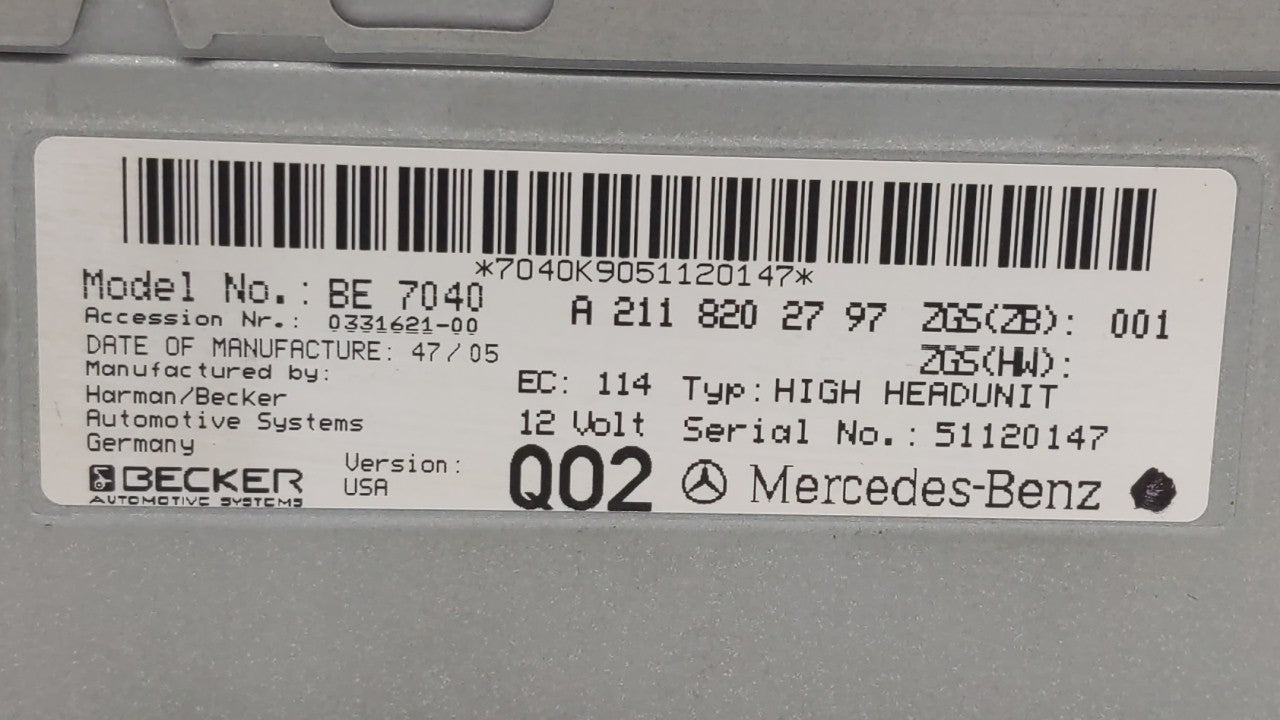 *7040K9051120147*
Model No.: BE 7040
A 211 820 27 97 ZGS(ZB): 001
Accession Nr.: 0331621-00
ZGS(HW):
DATE OF MANUFACTURE: 47/05
Manufactured by:
EC: 114 Typ: HIGH HEADUNIT
Harman/Becker
Automotive Systems
12 Volt Serial No.: 51120147
Germany
BECKER
AUTOMOTIVE SYSTEMS
Version:
USA
Q02
Mercedes-Benz